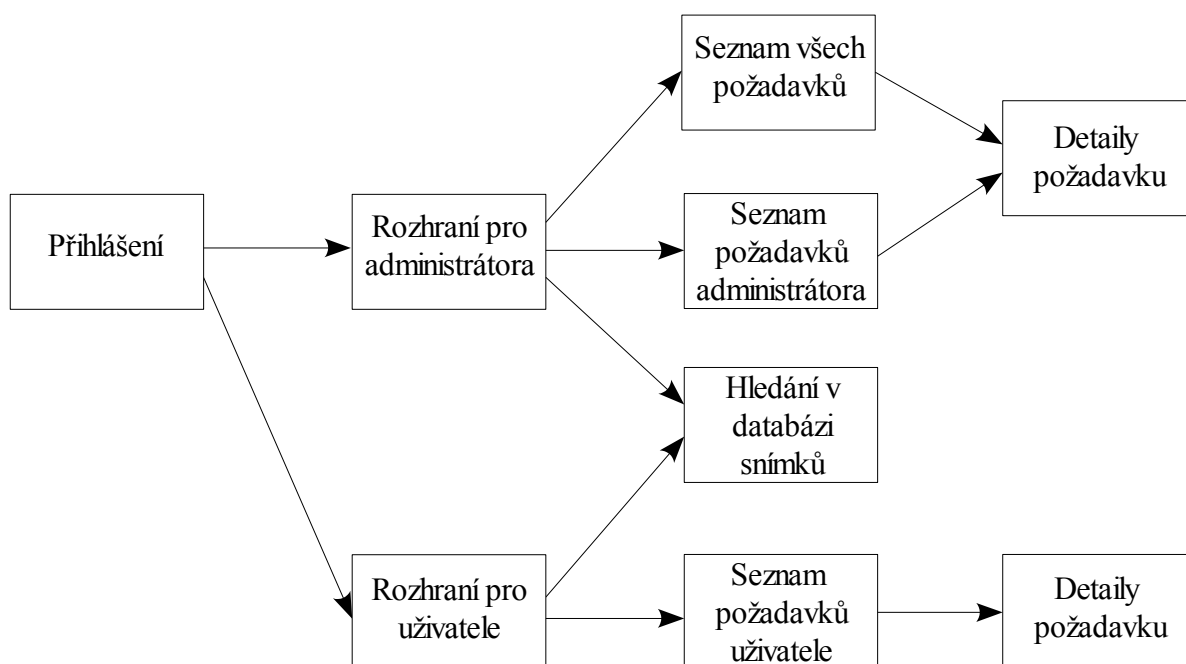 Seznam všech
požadavků
Detaily
požadavku
Přihlášení
Rozhraní pro
administrátora
Seznam
požadavků
administrátora
Hledání v
databázi
snímků
Rozhraní pro
uživatele
Seznam
požadavků
uživatele
Detaily
požadavku